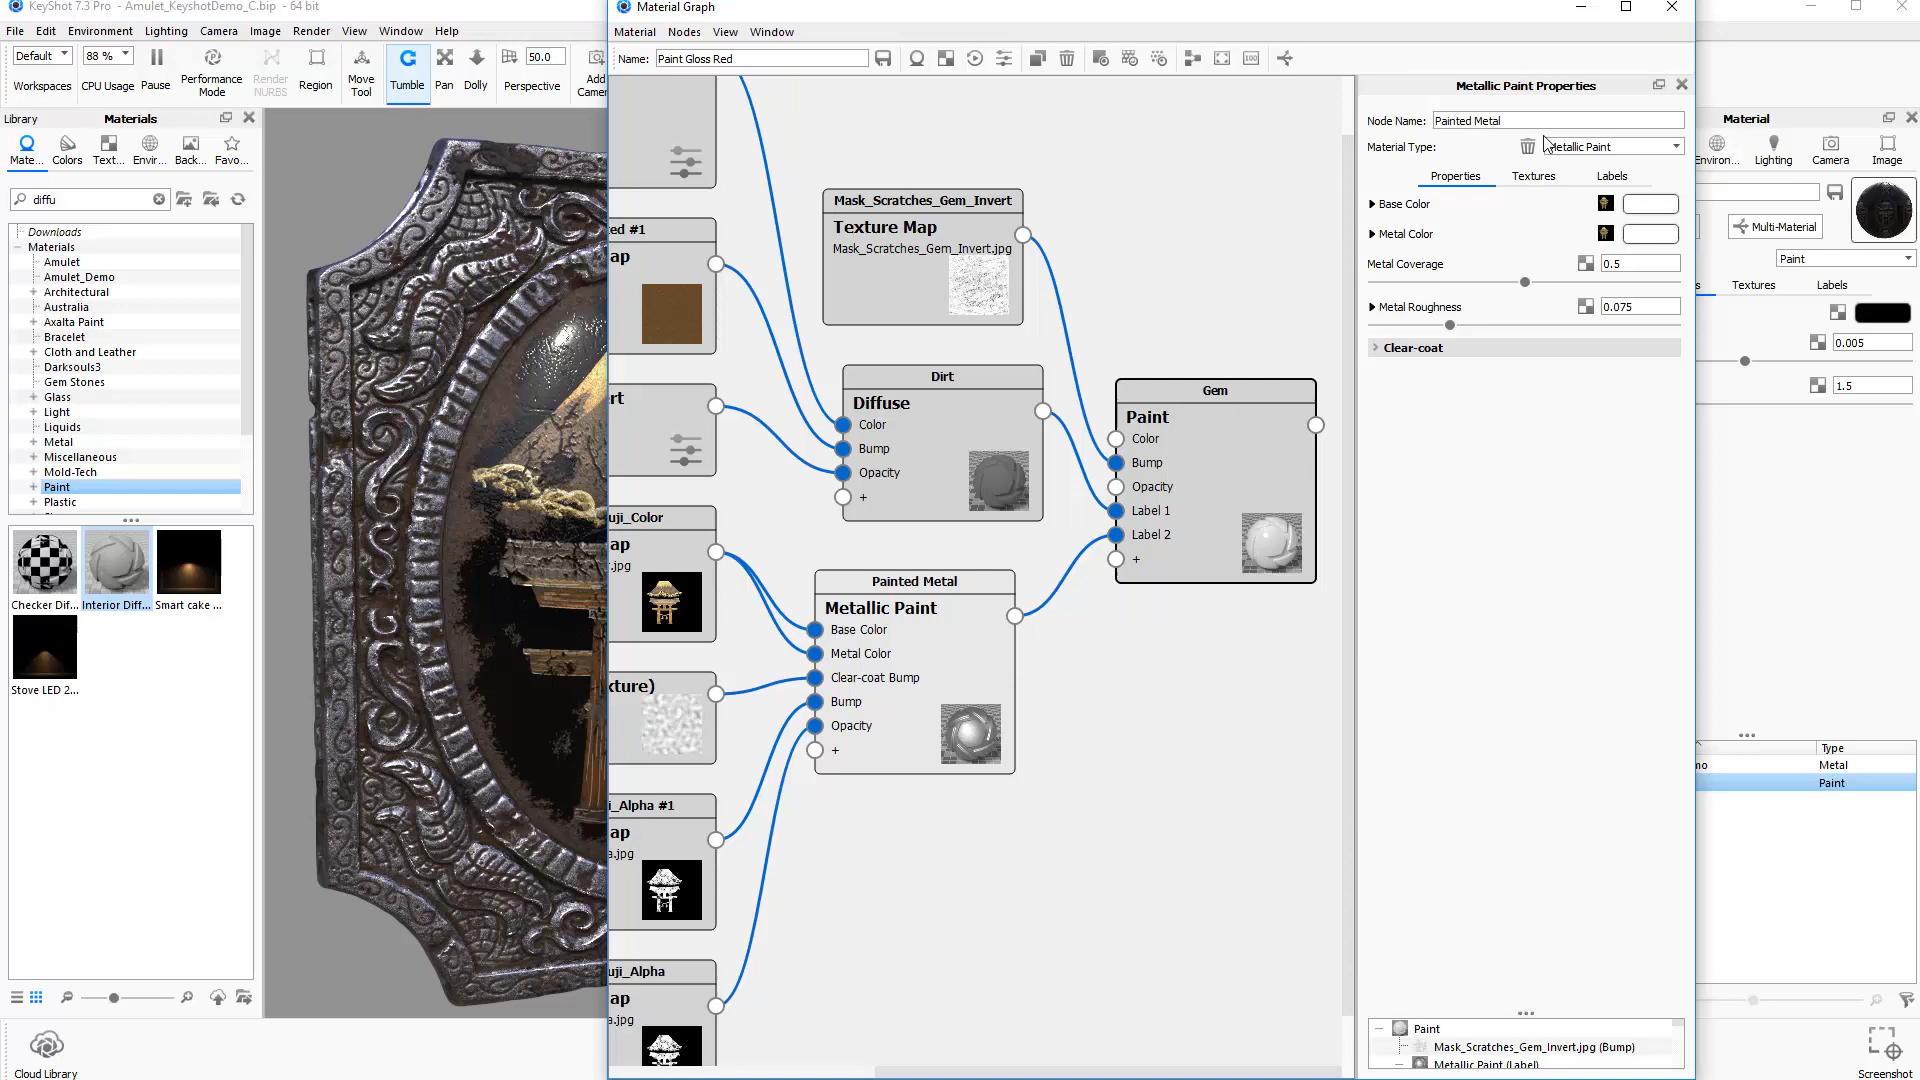 KeyShot 7.3 Pro - Amulet_KeyshotDemo_C.bip - 64 bit
File Edit Environment Lighting Camera Image Render View Window Help
Default
88 %
50.0
Workspaces
CPU Usage
Pause
Performance Mode
Render NURBS
Region
Move Tool
Tumble
Pan
Dolly
Perspective
Add Camer
Library
Materials
Mate...
Colors
Text...
Envir...
Back...
Favo...
diffu
Downloads
Materials
Amulet
Amulet_Demo
Architectural
Australia
Axalta Paint
Bracelet
Cloth and Leather
Darksouls3
Gem Stones
Glass
Light
Liquids
Metal
Miscellaneous
Mold-Tech
Paint
Plastic
Checker Dif...
Interior Diff...
Smart cake ...
Stove LED 2...
Cloud Library
Material Graph
Material Nodes View Window
Name: Paint Gloss Red
ed #1
ap
rt
uji_Color
ap
.jpg
xture)
ji_Alpha #1
ap
a.jpg
uji_Alpha
ap
a.jpg
Mask_Scratches_Gem_Invert
Texture Map
Mask_Scratches_Gem_Invert.jpg
Dirt
Diffuse
Color
Bump
Opacity
+
Painted Metal
Metallic Paint
Base Color
Metal Color
Clear-coat Bump
Bump
Opacity
+
Gem
Paint
Color
Bump
Opacity
Label 1
Label 2
+
Metallic Paint Properties
Node Name: Painted Metal
Material Type: Metallic Paint
Properties
Textures
Labels
Base Color
Metal Color
Metal Coverage 0.5
Metal Roughness 0.075
Clear-coat
Paint
Mask_Scratches_Gem_Invert.jpg (Bump)
Metallic Paint (Label)
Material
Environ...
Lighting
Camera
Image
Multi-Material
Paint
s
Textures
Labels
0.005
1.5
Type
mo
Metal
Paint
Screenshot